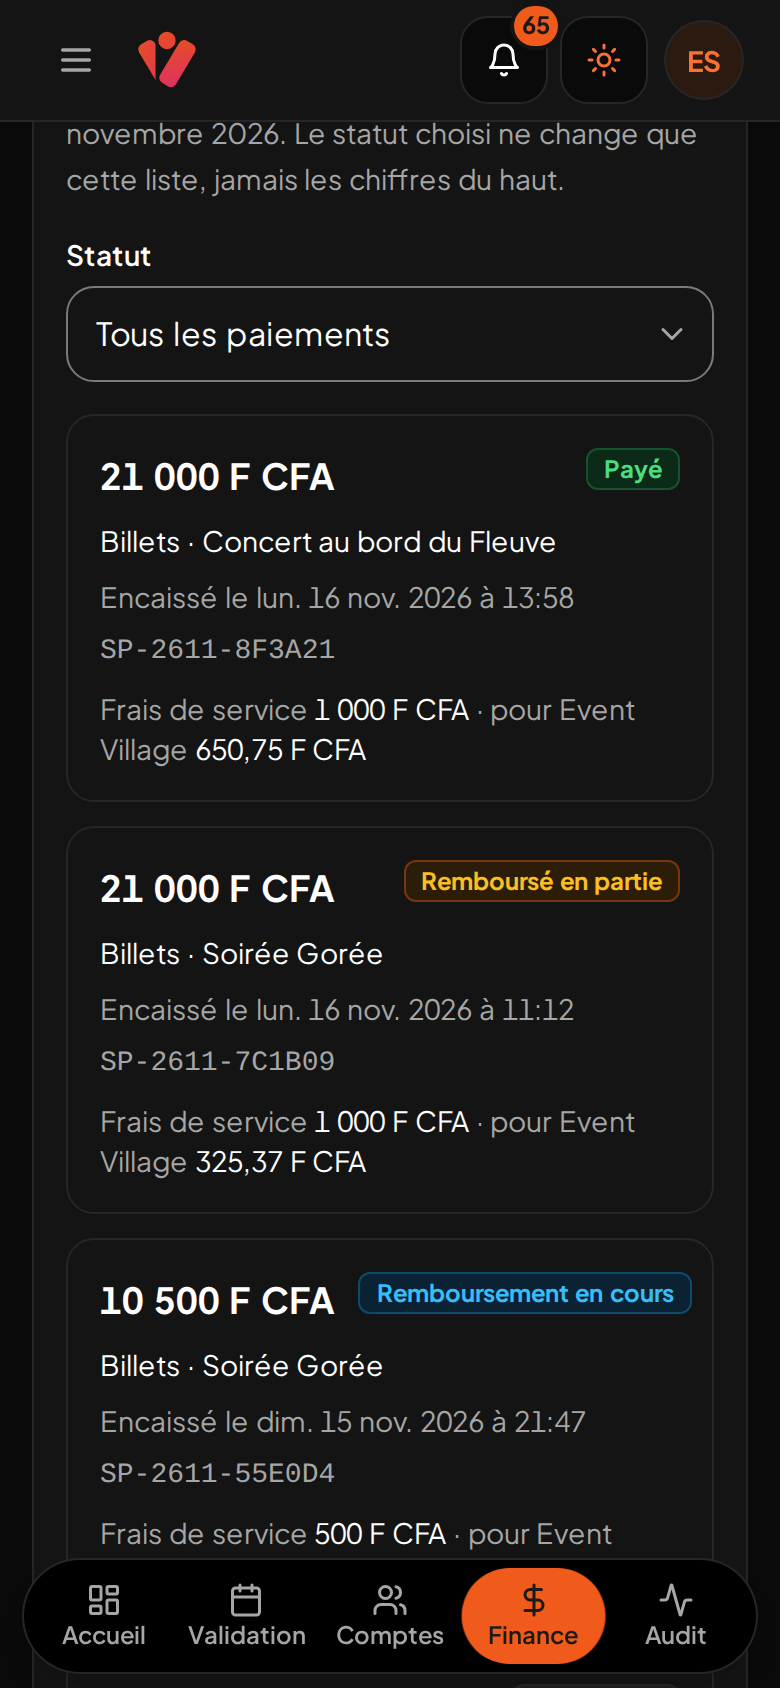 65
ES
novembre 2026. Le statut choisi ne change que
cette liste, jamais les chiffres du haut.
Statut
Tous les paiements
21 000 F CFA
Payé
Billets · Concert au bord du Fleuve
Encaissé le lun. 16 nov. 2026 à 13:58
SP-2611-8F3A21
Frais de service 1 000 F CFA · pour Event
Village 650,75 F CFA
21 000 F CFA
Remboursé en partie
Billets · Soirée Gorée
Encaissé le lun. 16 nov. 2026 à 11:12
SP-2611-7C1B09
Frais de service 1 000 F CFA · pour Event
Village 325,37 F CFA
10 500 F CFA
Remboursement en cours
Billets · Soirée Gorée
Encaissé le dim. 15 nov. 2026 à 21:47
SP-2611-55E0D4
Frais de service 500 F CFA · pour Event
Accueil
Validation
Comptes
Finance
Audit